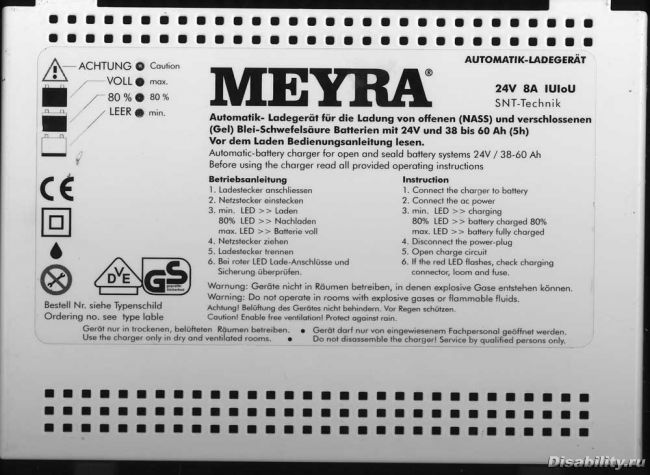 AUTOMATIK-LADEGERÄT
ACHTUNG Caution
VOLL max.
80 % 80 %
LEER min.
MEYRA®
24V 8A IUIoU
SNT-Technik
Automatik- Ladegerät für die Ladung von offenen (NASS) und verschlossenen
(Gel) Blei-Schwefelsäure Batterien mit 24V und 38 bis 60 Ah (5h)
Vor dem Laden Bedienungsanleitung lesen.
Automatic-battery charger for open and seald battery systems 24V / 38-60 Ah
Before using the charger read all provided operating instructions
Betriebsanleitung
1. Ladestecker anschliessen
2. Netzstecker einstecken
3. min. LED >> Laden
80% LED >> Nachladen
max. LED >> Batterie voll
4. Netzstecker ziehen
5. Ladestecker trennen
6. Bei roter LED Lade-Anschlüsse und
Sicherung überprüfen.
Instruction
1. Connect the charger to battery
2. Connect the ac power
3. min. LED >> charging
80% LED >> battery charged 80%
max. LED >> battery fully charged
4. Disconnect the power-plug
5. Open charge circuit
6. If the red LED flashes, check charging
connector, loom and fuse.
CE
DVE
GS
geprüfte
Sicherheit
Bestell Nr. siehe Typenschild
Ordering no. see type lable
Warnung: Geräte nicht in Räumen betreiben, in denen explosive Gase entstehen können.
Warning: Do not operate in rooms with explosive gases or flammable fluids.
Achtung! Belüftung des Gerätes nicht behindern. Vor Regen schützen.
Caution! Enable free ventilation! Protect against rain.
Gerät nur in trockenen, belüfteten Räumen betreiben. • Gerät darf nur von eingewiesenem Fachpersonal geöffnet werden.
Use the charger only in dry and ventilated rooms. • Do not disassemble the charger! Service by qualified persons only.
Disability.ru